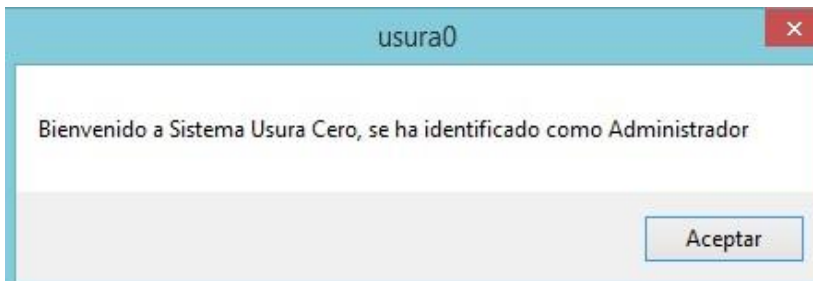 usura0
Bienvenido a Sistema Usura Cero, se ha identificado como Administrador
Aceptar